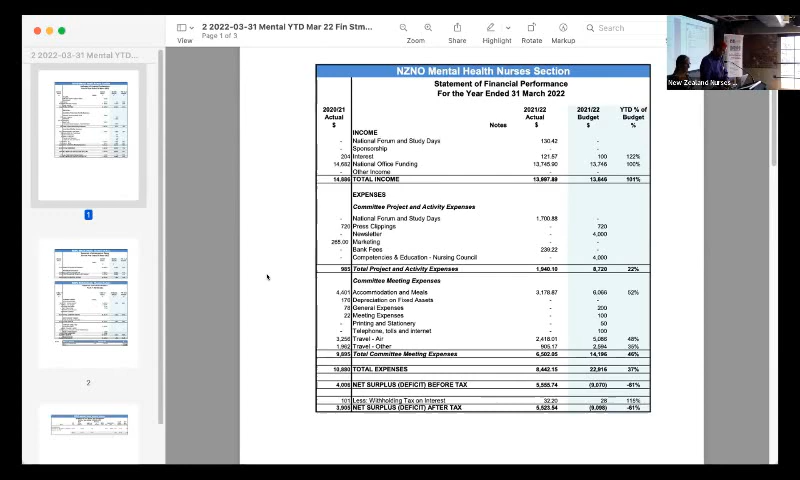 2 2022-03-31 Mental YTD Mar 22 Fin Stm...
Page 1 of 3
View
Zoom
Share
Highlight
Rotate
Markup
Search
2 2022-03-31 Mental YTD...
1
2
New Zealand Nurses ...
NZNO Mental Health Nurses Section
Statement of Financial Performance
For the Year Ended 31 March 2022
2020/21 Actual $ Notes 2021/22 Actual $ 2021/22 Budget $ YTD % of Budget %
INCOME
- National Forum and Study Days 130.42 -
- Sponsorship - -
204 Interest 121.57 100 122%
14,682 National Office Funding 13,745.90 13,746 100%
- Other Income - -
14,886 TOTAL INCOME 13,997.89 13,846 101%
EXPENSES
Committee Project and Activity Expenses
- National Forum and Study Days 1,700.88 -
720 Press Clippings - 720
- Newsletter - 4,000
265.00 Marketing - -
- Bank Fees 239.22 -
- Competencies & Education - Nursing Council - 4,000
985 Total Project and Activity Expenses 1,940.10 8,720 22%
Committee Meeting Expenses
4,401 Accommodation and Meals 3,178.87 6,066 52%
176 Depreciation on Fixed Assets - -
78 General Expenses - 200
22 Meeting Expenses - 100
- Printing and Stationery - 50
- Telephone, tolls and internet - 100
3,256 Travel - Air 2,418.01 5,086 48%
1,962 Travel - Other 905.17 2,594 35%
9,895 Total Committee Meeting Expenses 6,502.05 14,196 46%
10,880 TOTAL EXPENSES 8,442.15 22,916 37%
4,006 NET SURPLUS (DEFICIT) BEFORE TAX 5,555.74 (9,070) -61%
101 Less: Withholding Tax on Interest 32.20 28 115%
3,905 NET SURPLUS (DEFICIT) AFTER TAX 5,523.54 (9,098) -61%